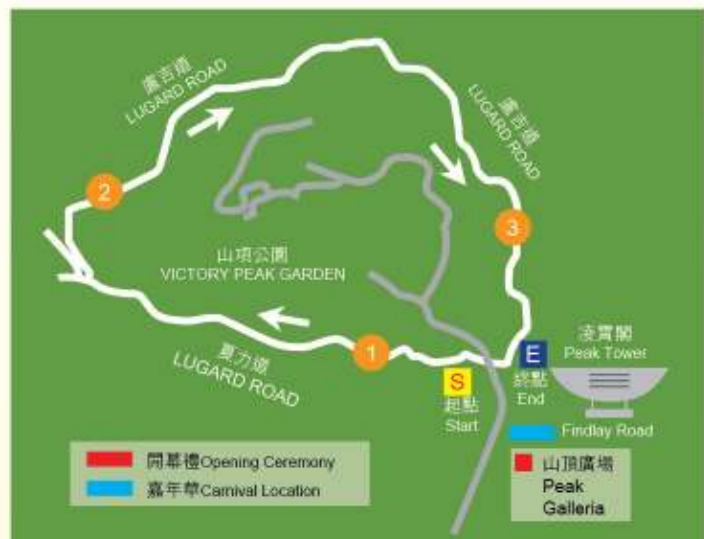 盧吉道
LUGARD ROAD
盧吉道
LUGARD ROAD
2
3
山項公園
VICTORY PEAK GARDEN
1
夏力道
LUGARD ROAD
S
起點
Start
E
終點
End
凌霄閣
Peak Tower
Findlay Road
開幕禮Opening Ceremony
嘉年華Carnival Location
山頂廣場
Peak
Galleria